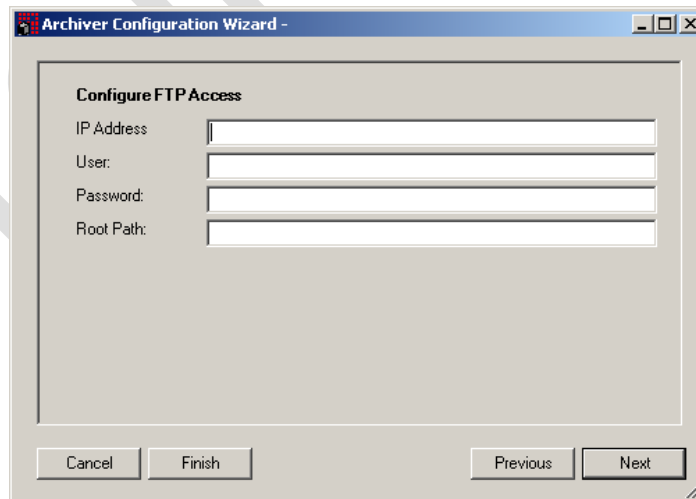 Archiver Configuration Wizard -
Configure FTP Access
IP Address
User:
Password:
Root Path:
Cancel
Finish
Previous
Next